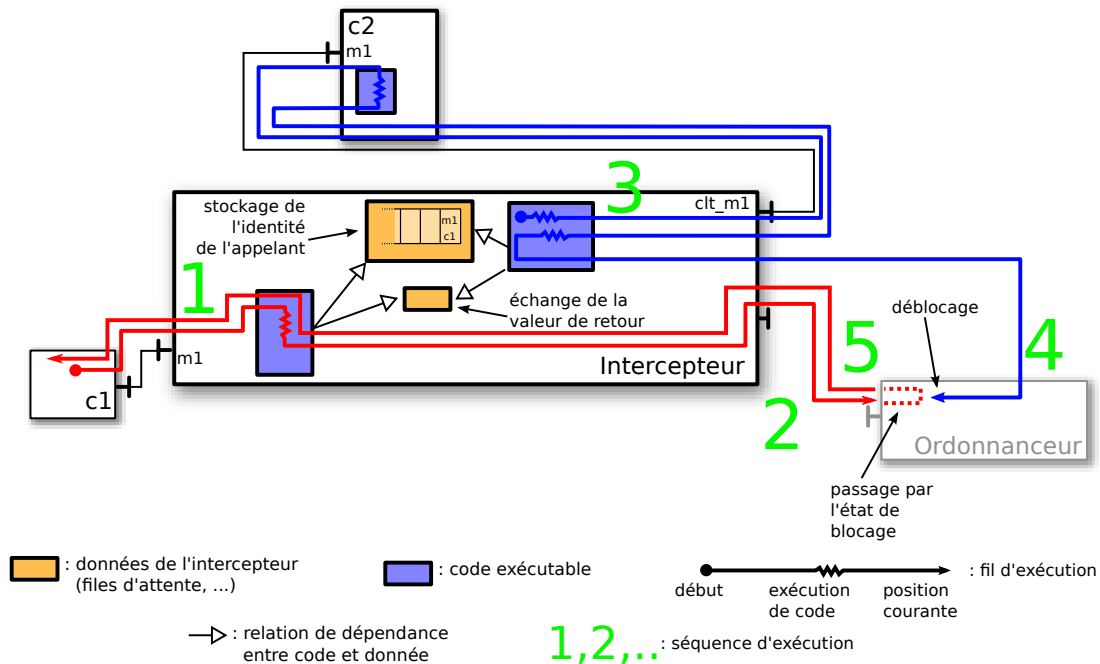 c2
m1
3
clt_m1
stockage de
l'identité
de l'appelant
m1
c1
1
échange de la
valeur de retour
déblocage
m1
Intercepteur
5
4
c1
2
Ordonnanceur
passage par
l'état de
blocage
: données de l'intercepteur
(files d'attente, ...)
: code exécutable
: fil d'exécution
début
exécution
de code
position
courante
: relation de dépendance
entre code et donnée
1,2,..
: séquence d'exécution